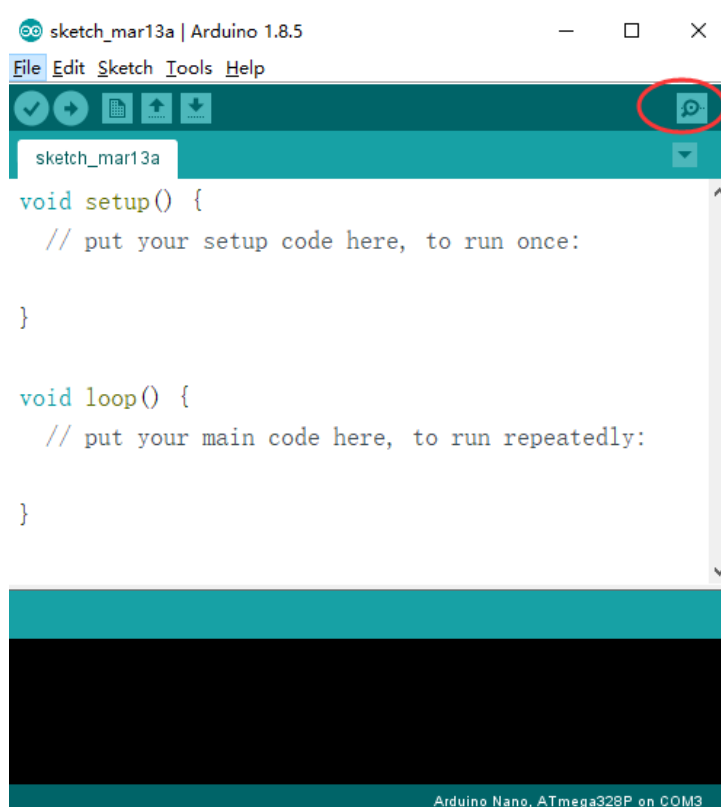 sketch_mar13a | Arduino 1.8.5
File Edit Sketch Tools Help
sketch_mar13a
void setup() {
  // put your setup code here, to run once:
}
void loop() {
  // put your main code here, to run repeatedly:
}
Arduino Nano, ATmega328P on COM3